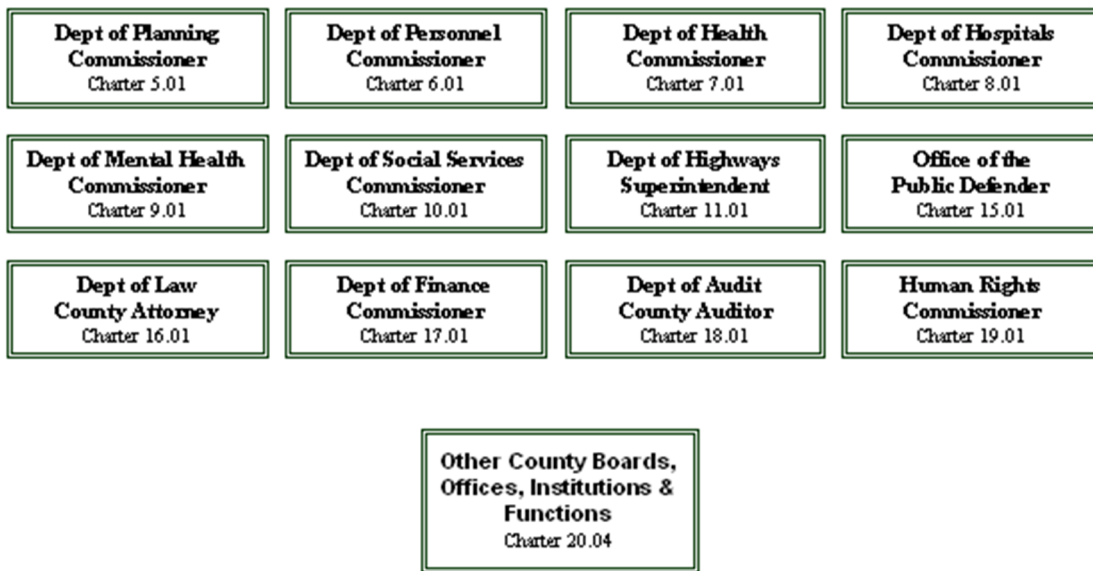 Dept of Planning
Commissioner
Charter 5.01
Dept of Personnel
Commissioner
Charter 6.01
Dept of Health
Commissioner
Charter 7.01
Dept of Hospitals
Commissioner
Charter 8.01
Dept of Mental Health
Commissioner
Charter 9.01
Dept of Social Services
Commissioner
Charter 10.01
Dept of Highways
Superintendent
Charter 11.01
Office of the
Public Defender
Charter 15.01
Dept of Law
County Attorney
Charter 16.01
Dept of Finance
Commissioner
Charter 17.01
Dept of Audit
County Auditor
Charter 18.01
Human Rights
Commissioner
Charter 19.01
Other County Boards,
Offices, Institutions &
Functions
Charter 20.04